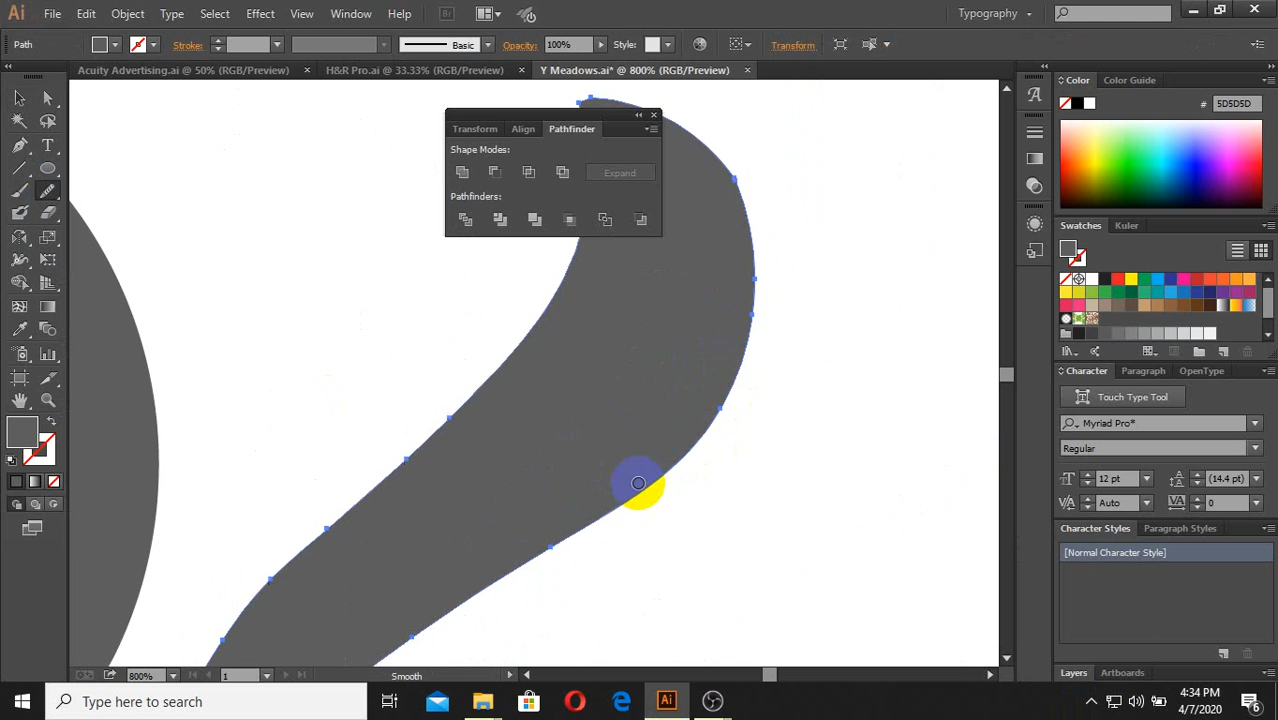 Ai File Edit Object Type Select Effect View Window Help Br Typography
Path Stroke: Basic Opacity: 100% Style: Transform
Acuity Advertising.ai @ 50% (RGB/Preview) × H&R Pro.ai @ 33.33% (RGB/Preview) × Y Meadows.ai* @ 800% (RGB/Preview) ×
Color Color Guide
# 5D5D5D
Transform Align Pathfinder
Shape Modes:
Expand
Pathfinders:
Swatches Kuler
Character Paragraph OpenType
Touch Type Tool
Myriad Pro*
Regular
12 pt (14.4 pt)
Auto 0
Character Styles Paragraph Styles
[Normal Character Style]
Layers Artboards
800% 1 Smooth
Type here to search
Ai
4:34 PM
4/7/2020
6